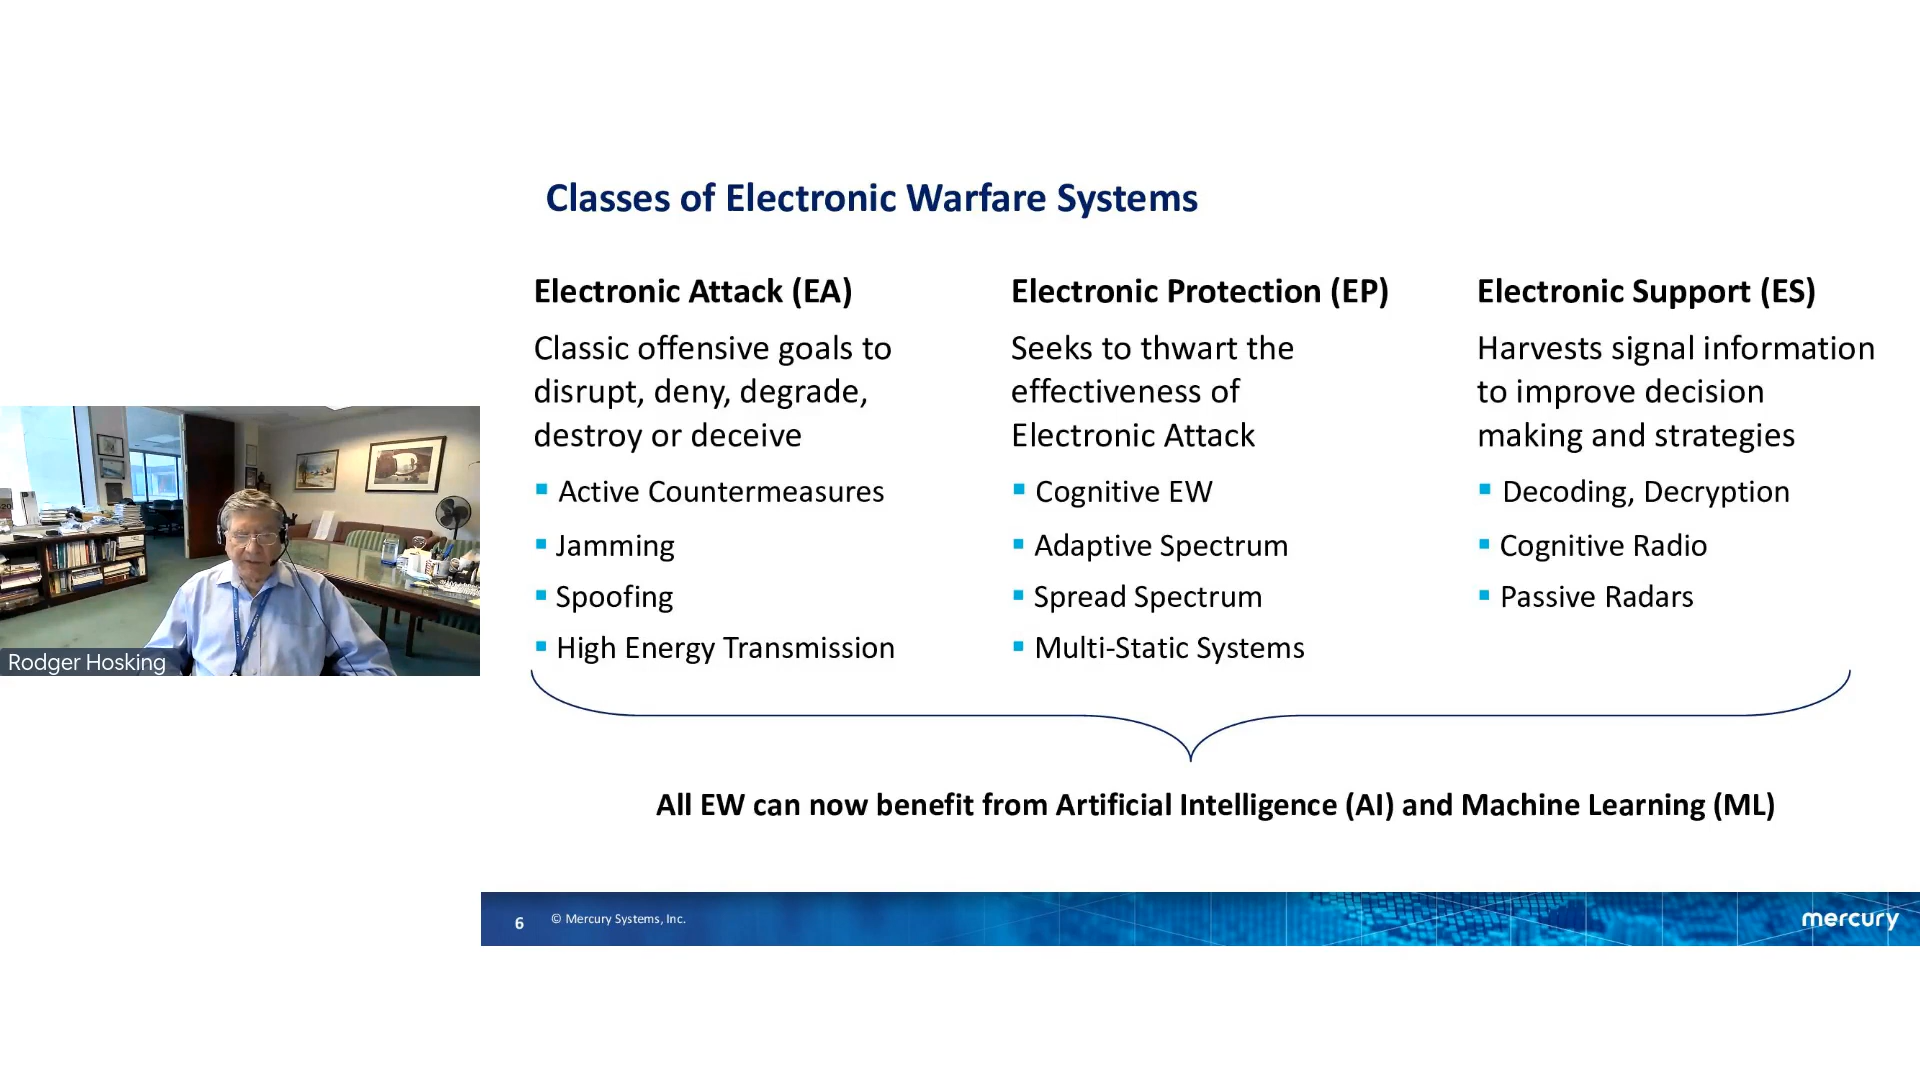 Classes of Electronic Warfare Systems
Electronic Attack (EA)
Classic offensive goals to
disrupt, deny, degrade,
destroy or deceive
▪ Active Countermeasures
▪ Jamming
▪ Spoofing
▪ High Energy Transmission
Electronic Protection (EP)
Seeks to thwart the
effectiveness of
Electronic Attack
▪ Cognitive EW
▪ Adaptive Spectrum
▪ Spread Spectrum
▪ Multi-Static Systems
Electronic Support (ES)
Harvests signal information
to improve decision
making and strategies
▪ Decoding, Decryption
▪ Cognitive Radio
▪ Passive Radars
Rodger Hosking
All EW can now benefit from Artificial Intelligence (AI) and Machine Learning (ML)
6
© Mercury Systems, Inc.
mercury